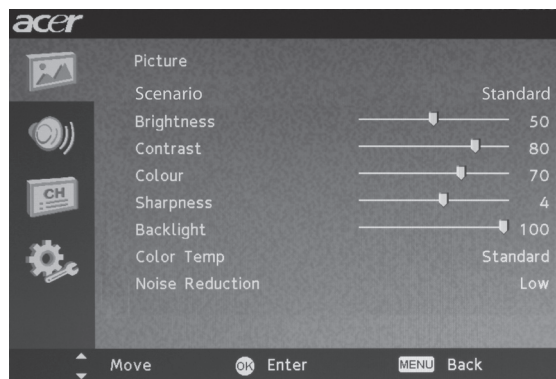 acer
Picture
Scenario Standard
Brightness 50
Contrast 80
Colour 70
Sharpness 4
Backlight 100
Color Temp Standard
Noise Reduction Low
CH
Move OK Enter MENU Back